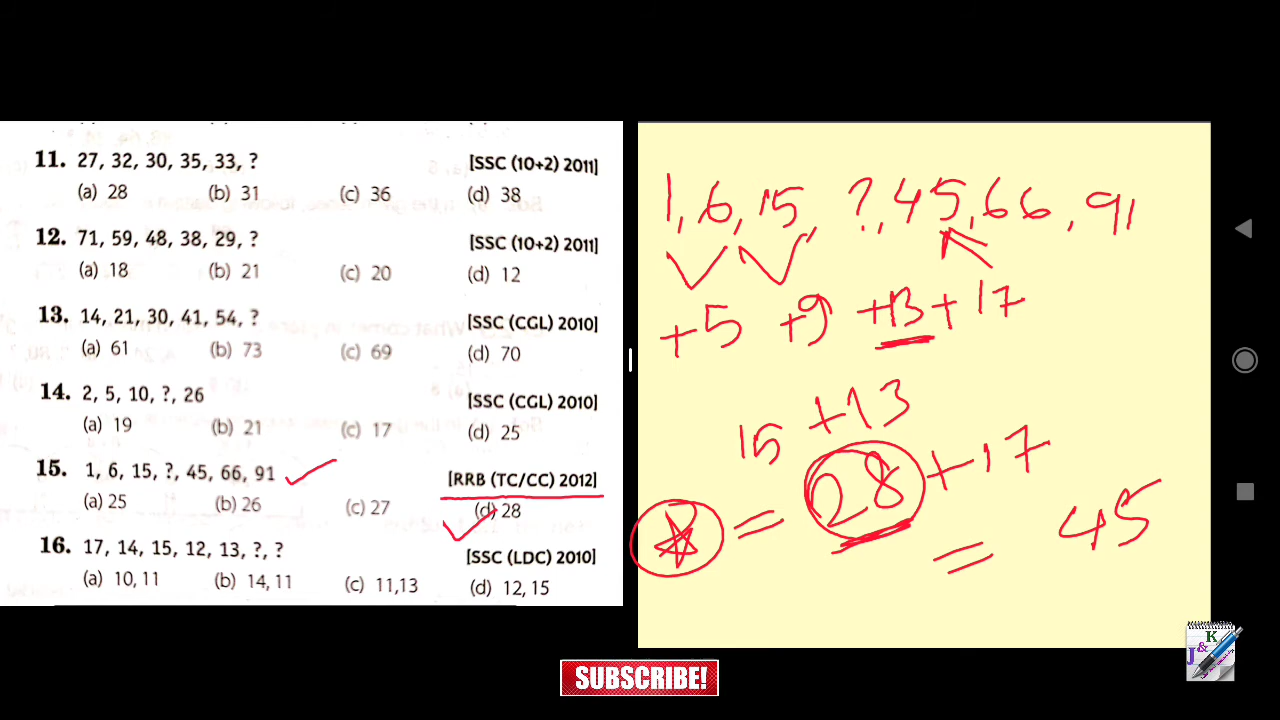 11. 27, 32, 30, 35, 33, ? [SSC (10+2) 2011]
(a) 28 (b) 31 (c) 36 (d) 38
12. 71, 59, 48, 38, 29, ? [SSC (10+2) 2011]
(a) 18 (b) 21 (c) 20 (d) 12
13. 14, 21, 30, 41, 54, ? [SSC (CGL) 2010]
(a) 61 (b) 73 (c) 69 (d) 70
14. 2, 5, 10, ?, 26 [SSC (CGL) 2010]
(a) 19 (b) 21 (c) 17 (d) 25
15. 1, 6, 15, ?, 45, 66, 91 [RRB (TC/CC) 2012]
(a) 25 (b) 26 (c) 27 (d) 28
16. 17, 14, 15, 12, 13, ?, ? [SSC (LDC) 2010]
(a) 10, 11 (b) 14, 11 (c) 11,13 (d) 12, 15
1, 6, 15, ?, 45, 66, 91
+5 +9 +13 +17
15 +13
= 28 +17
= 45
J&K
SUBSCRIBE!